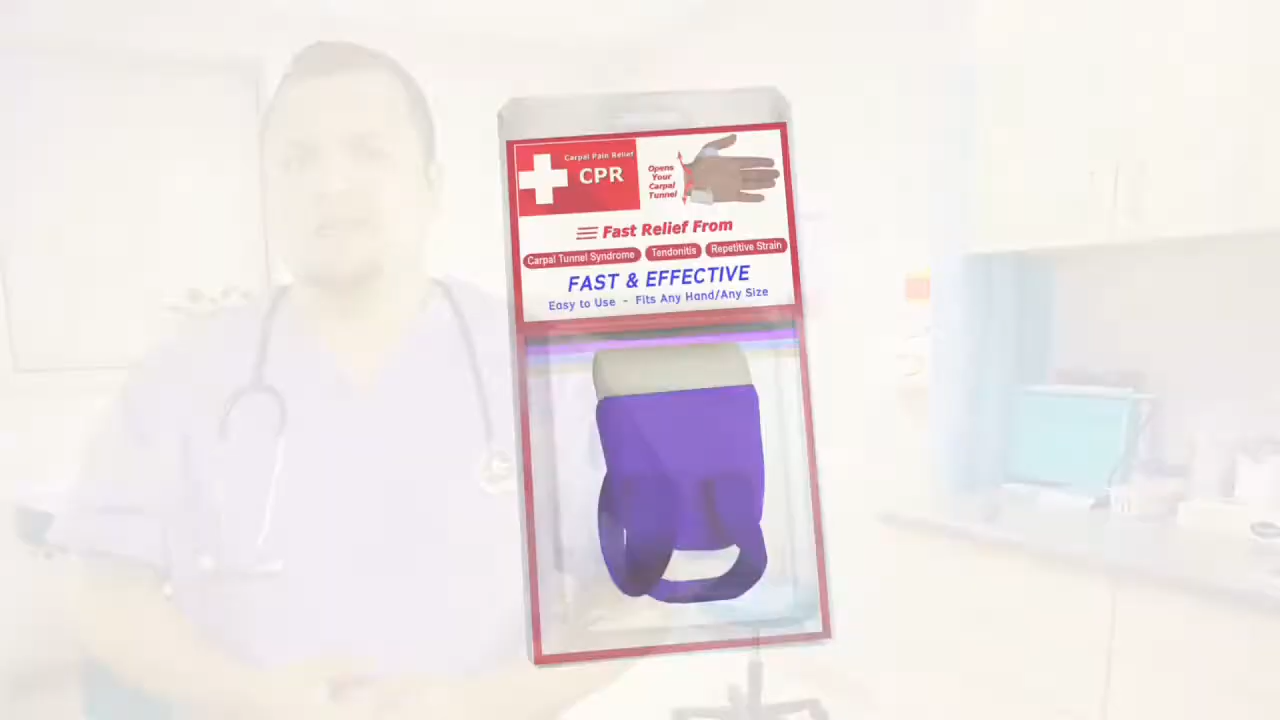 Carpal Pain Relief
CPR
Opens
Your
Carpal
Tunnel
Fast Relief From
Carpal Tunnel Syndrome Tendonitis Repetitive Strain
FAST & EFFECTIVE
Easy to Use - Fits Any Hand/Any Size